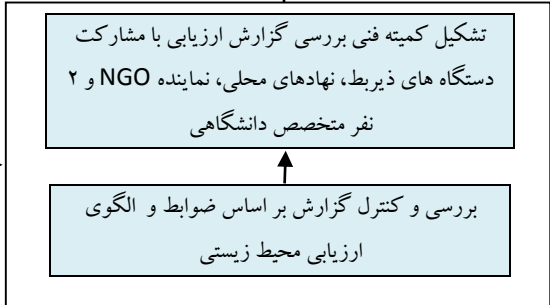 تشکیل کمیته فنی بررسی گزارش ارزیابی با مشارکت
دستگاه های ذیربط، نهادهای محلی، نماینده NGO و ۲
نفر متخصص دانشگاهی
بررسی و کنترل گزارش بر اساس ضوابط و الگوی
ارزیابی محیط زیستی